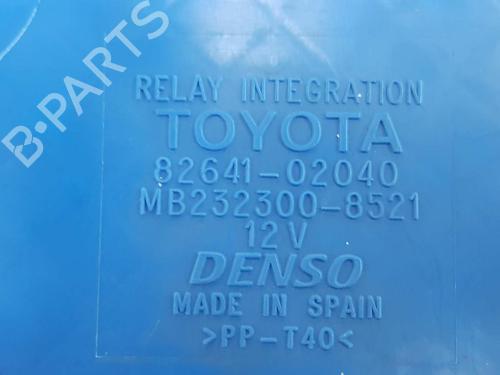 B-PARTS
RELAY INTEGRATION
TOYOTA
82641-02040
MB232300-8521
12V
DENSO
MADE IN SPAIN
>PP-T40<